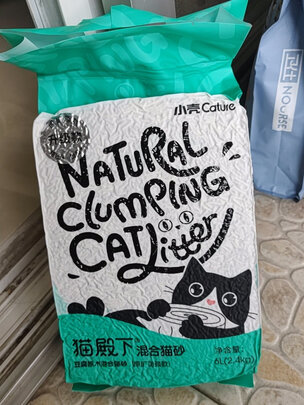 小壳Cature
NATURAL
CLUMPING
CAT Litter
猫殿下 混合猫砂
净含量:
6L(2.4kg)
NOURSE